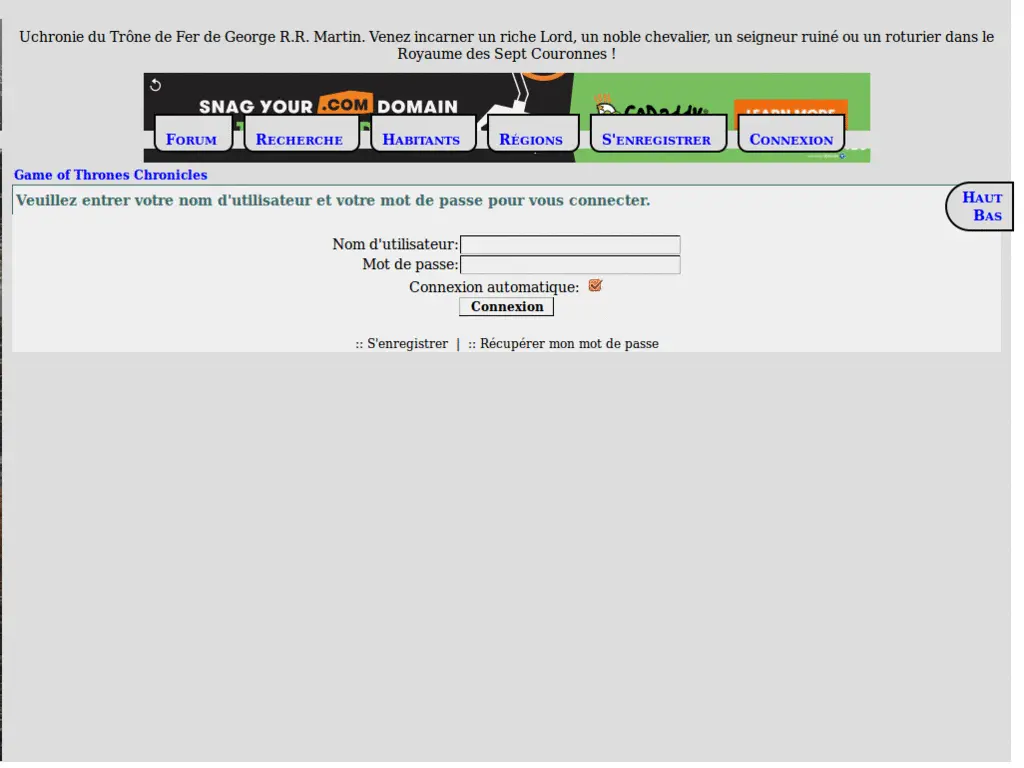 Uchronie du Trône de Fer de George R.R. Martin. Venez incarner un riche Lord, un noble chevalier, un seigneur ruiné ou un roturier dans le
Royaume des Sept Couronnes !
SNAG YOUR .COM DOMAIN
GoDaddy
LEARN MORE
Forum
Recherche
Habitants
Régions
S'enregistrer
Connexion
Game of Thrones Chronicles
Veuillez entrer votre nom d'utilisateur et votre mot de passe pour vous connecter.
Haut
Bas
Nom d'utilisateur:
Mot de passe:
Connexion automatique:
Connexion
:: S'enregistrer | :: Récupérer mon mot de passe